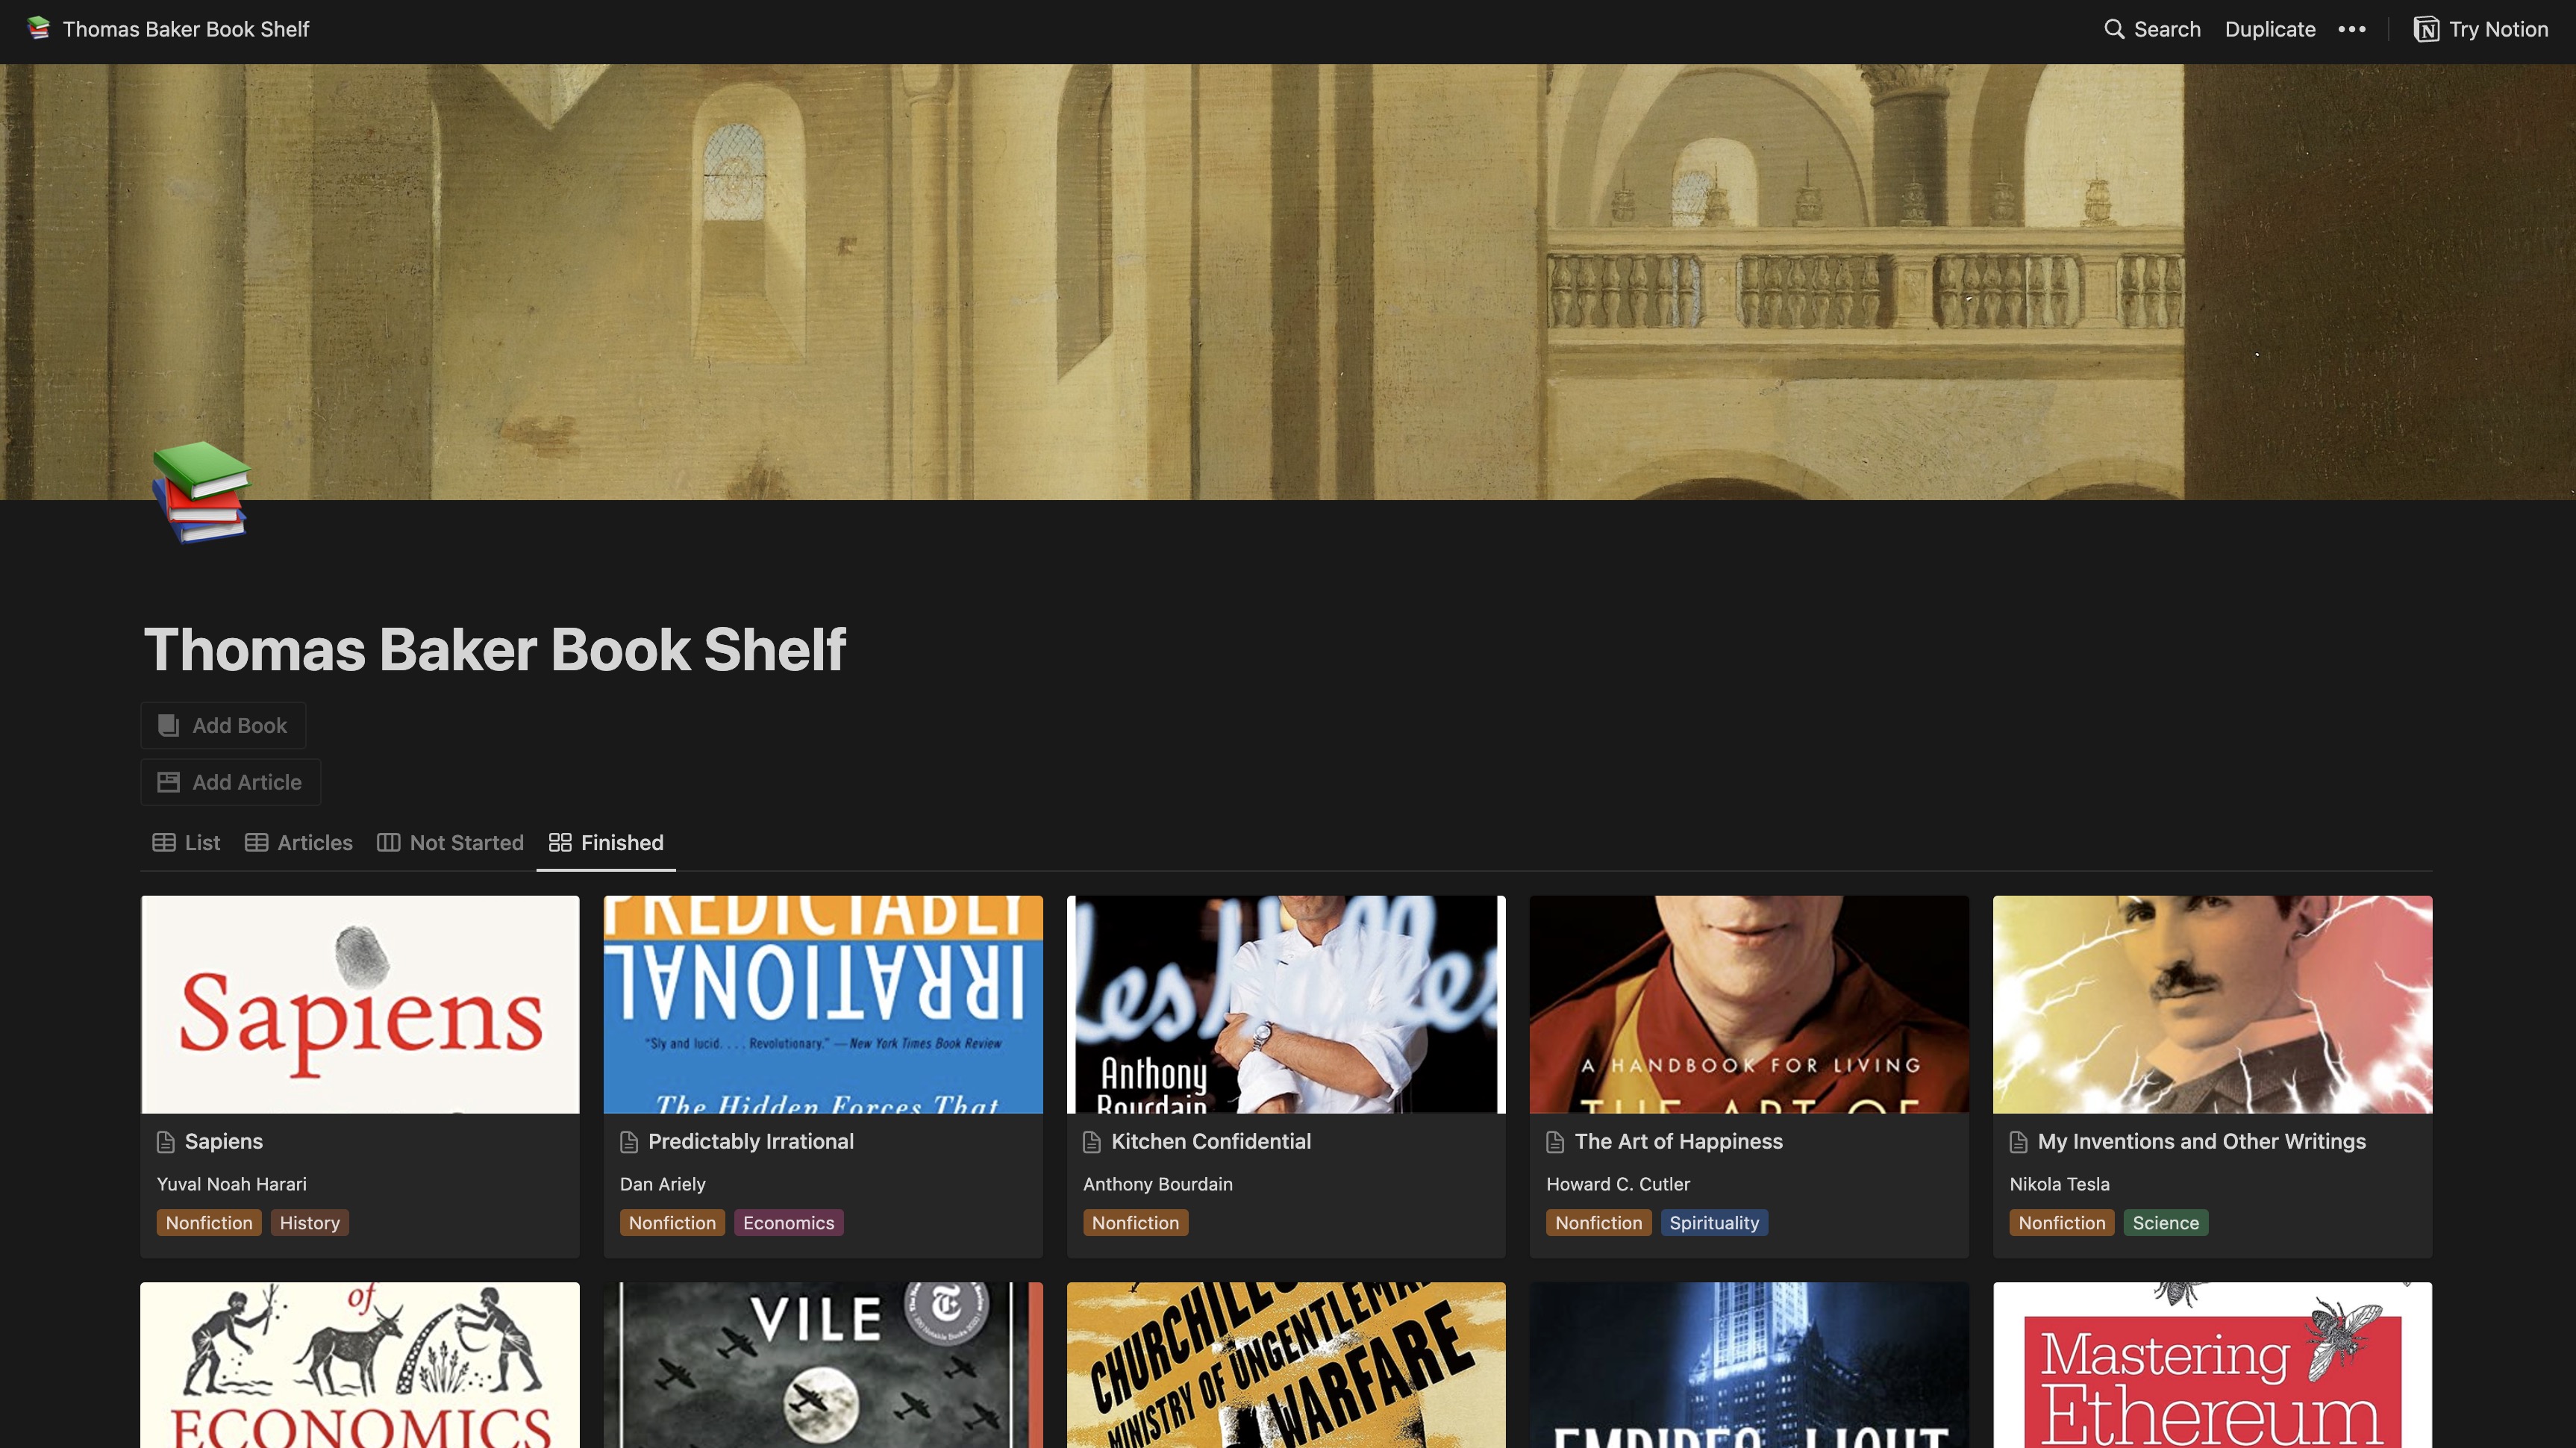 Thomas Baker Book Shelf
Search Duplicate Try Notion
Thomas Baker Book Shelf
Add Book
Add Article
List Articles Not Started Finished
Sapiens
PREDICTABLY
IRRATIONAL
"Sly and lucid. . . . Revolutionary." —New York Times Book Review
The Hidden Forces That
Les Halles
Anthony
Bourdain
A HANDBOOK FOR LIVING
THE ART OF
Sapiens
Yuval Noah Harari
Nonfiction History
Predictably Irrational
Dan Ariely
Nonfiction Economics
Kitchen Confidential
Anthony Bourdain
Nonfiction
The Art of Happiness
Howard C. Cutler
Nonfiction Spirituality
My Inventions and Other Writings
Nikola Tesla
Nonfiction Science
of
ECONOMICS
VILE
CHURCHILL'S
MINISTRY OF UNGENTLEMANLY
WARFARE
EMPIRES LIGHT
Mastering
Ethereum